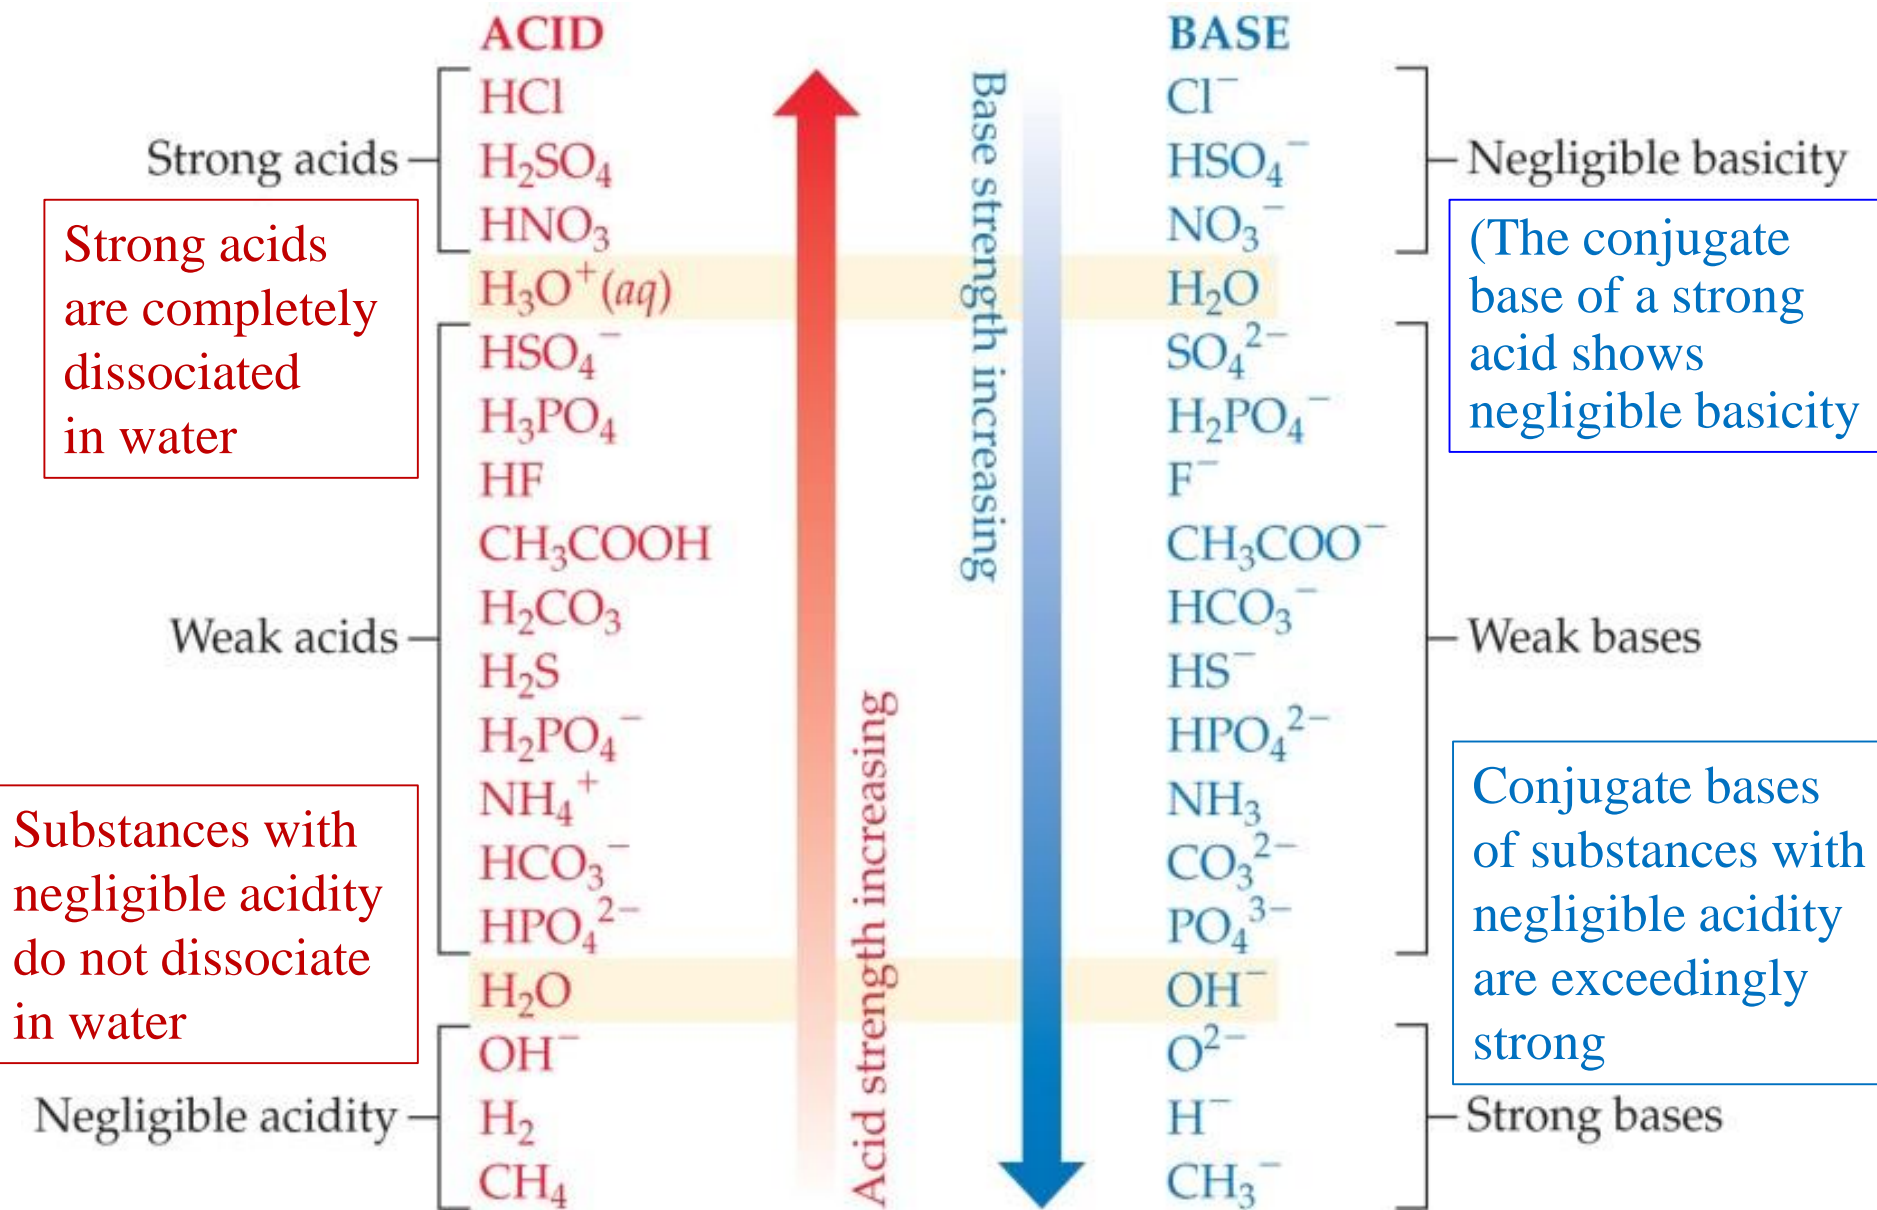 ACID
BASE
HCl
Cl⁻
Strong acids
H₂SO₄
HSO₄⁻
Negligible basicity
HNO₃
NO₃⁻
Strong acids
are completely
dissociated
in water
(The conjugate
base of a strong
acid shows
negligible basicity
H₃O⁺(aq)
H₂O
Base strength increasing
HSO₄⁻
SO₄²⁻
H₃PO₄
H₂PO₄⁻
HF
F⁻
CH₃COOH
CH₃COO⁻
H₂CO₃
HCO₃⁻
Weak acids
Weak bases
H₂S
HS⁻
H₂PO₄⁻
HPO₄²⁻
NH₄⁺
NH₃
HCO₃⁻
CO₃²⁻
HPO₄²⁻
PO₄³⁻
Acid strength increasing
Substances with
negligible acidity
do not dissociate
in water
Conjugate bases
of substances with
negligible acidity
are exceedingly
strong
H₂O
OH⁻
OH⁻
O²⁻
Negligible acidity
H₂
H⁻
Strong bases
CH₄
CH₃⁻